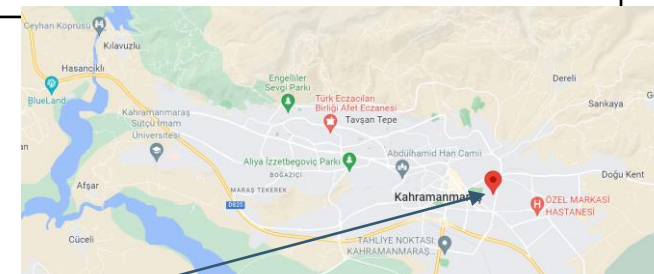 Ceyhan Köprüsü
Kılavuzlu
Hasancıklı
BlueLand
Engelliler
Sevgi Parkı
Dereli
Türk Eczacıları
Birliği Afet Eczanesi
Sarıkaya
Kahramanmaraş
Sütçü İmam
Üniversitesi
Tavşan Tepe
Aliya İzzetbegoviç Parkı
Abdülhamid Han Camii
BOĞAZİÇİ
Doğu Kent
Afşar
MARAŞ TEKEREK
D825
Kahramanmaraş
ÖZEL MARKASİ
HASTANESİ
Cüceli
TAHLİYE NOKTASI:
KAHRAMANMARAŞ...